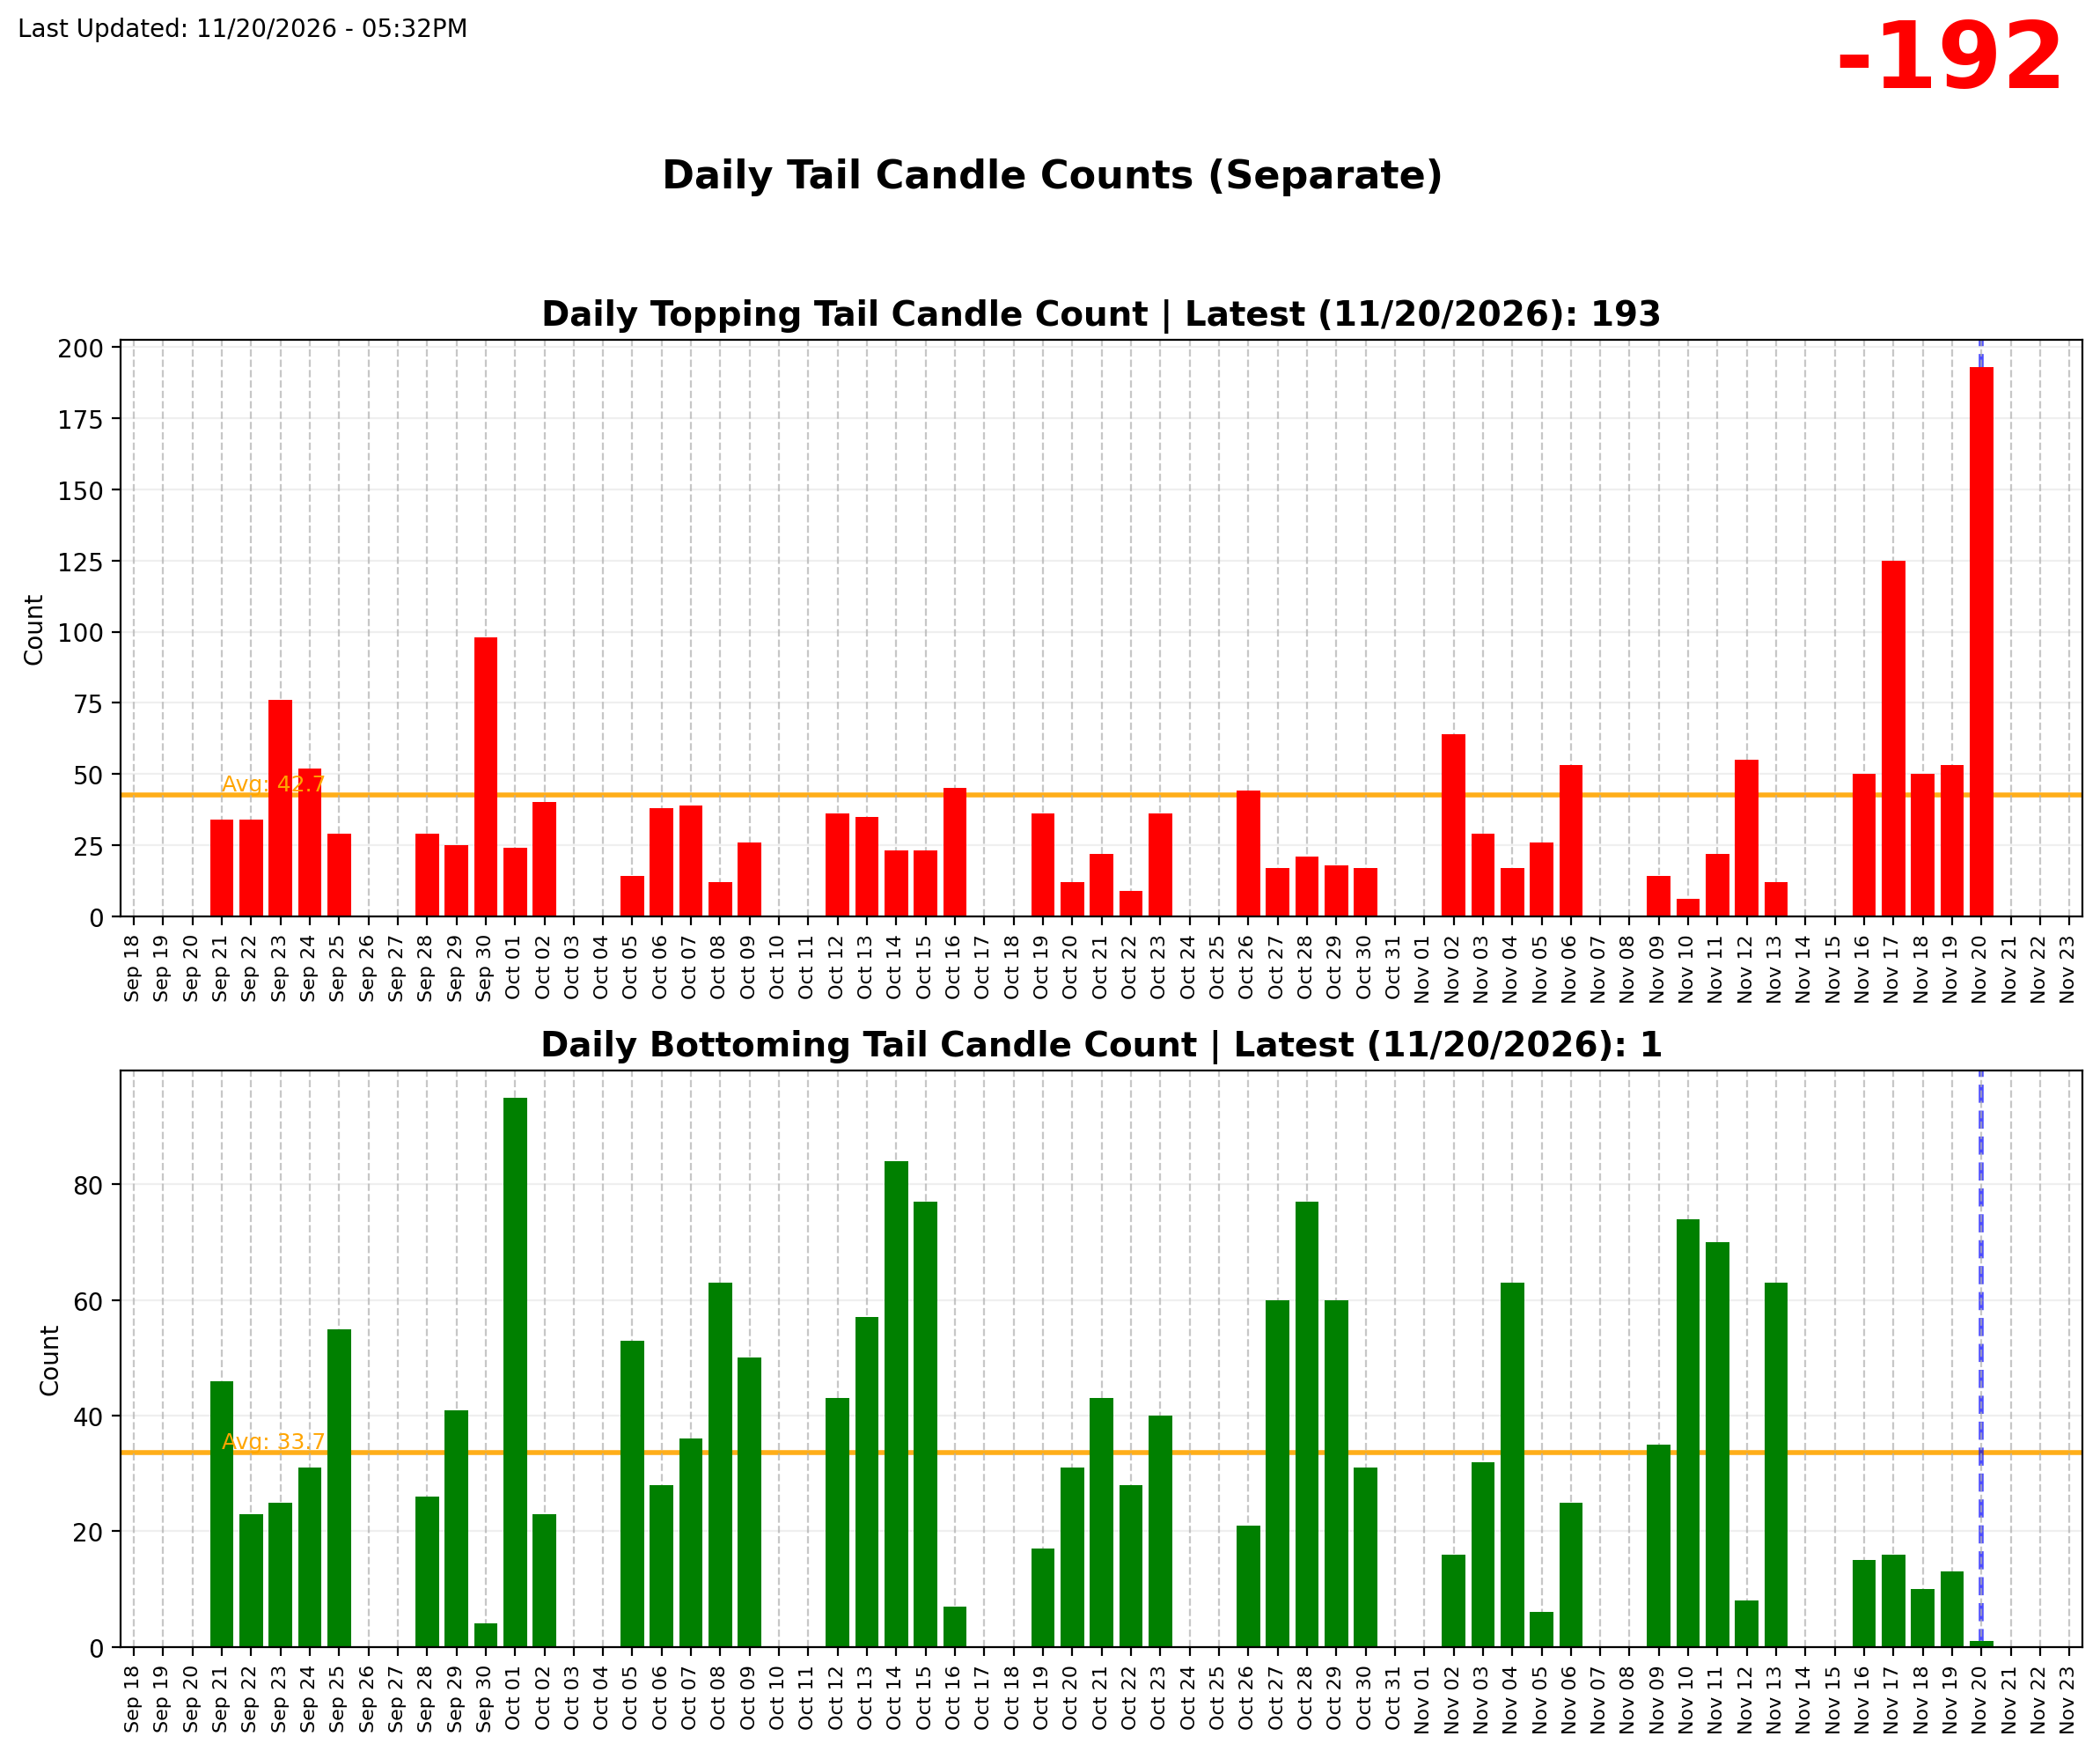 Last Updated: 11/20/2026 - 05:32PM
-192
Daily Tail Candle Counts (Separate)
Daily Topping Tail Candle Count | Latest (11/20/2026): 193
200
175
150
125
100
75
50
25
0
Count
Avg: 42.7
Sep 18
Sep 19
Sep 20
Sep 21
Sep 22
Sep 23
Sep 24
Sep 25
Sep 26
Sep 27
Sep 28
Sep 29
Sep 30
Oct 01
Oct 02
Oct 03
Oct 04
Oct 05
Oct 06
Oct 07
Oct 08
Oct 09
Oct 10
Oct 11
Oct 12
Oct 13
Oct 14
Oct 15
Oct 16
Oct 17
Oct 18
Oct 19
Oct 20
Oct 21
Oct 22
Oct 23
Oct 24
Oct 25
Oct 26
Oct 27
Oct 28
Oct 29
Oct 30
Oct 31
Nov 01
Nov 02
Nov 03
Nov 04
Nov 05
Nov 06
Nov 07
Nov 08
Nov 09
Nov 10
Nov 11
Nov 12
Nov 13
Nov 14
Nov 15
Nov 16
Nov 17
Nov 18
Nov 19
Nov 20
Nov 21
Nov 22
Nov 23
Daily Bottoming Tail Candle Count | Latest (11/20/2026): 1
80
60
40
20
0
Count
Avg: 33.7
Sep 18
Sep 19
Sep 20
Sep 21
Sep 22
Sep 23
Sep 24
Sep 25
Sep 26
Sep 27
Sep 28
Sep 29
Sep 30
Oct 01
Oct 02
Oct 03
Oct 04
Oct 05
Oct 06
Oct 07
Oct 08
Oct 09
Oct 10
Oct 11
Oct 12
Oct 13
Oct 14
Oct 15
Oct 16
Oct 17
Oct 18
Oct 19
Oct 20
Oct 21
Oct 22
Oct 23
Oct 24
Oct 25
Oct 26
Oct 27
Oct 28
Oct 29
Oct 30
Oct 31
Nov 01
Nov 02
Nov 03
Nov 04
Nov 05
Nov 06
Nov 07
Nov 08
Nov 09
Nov 10
Nov 11
Nov 12
Nov 13
Nov 14
Nov 15
Nov 16
Nov 17
Nov 18
Nov 19
Nov 20
Nov 21
Nov 22
Nov 23